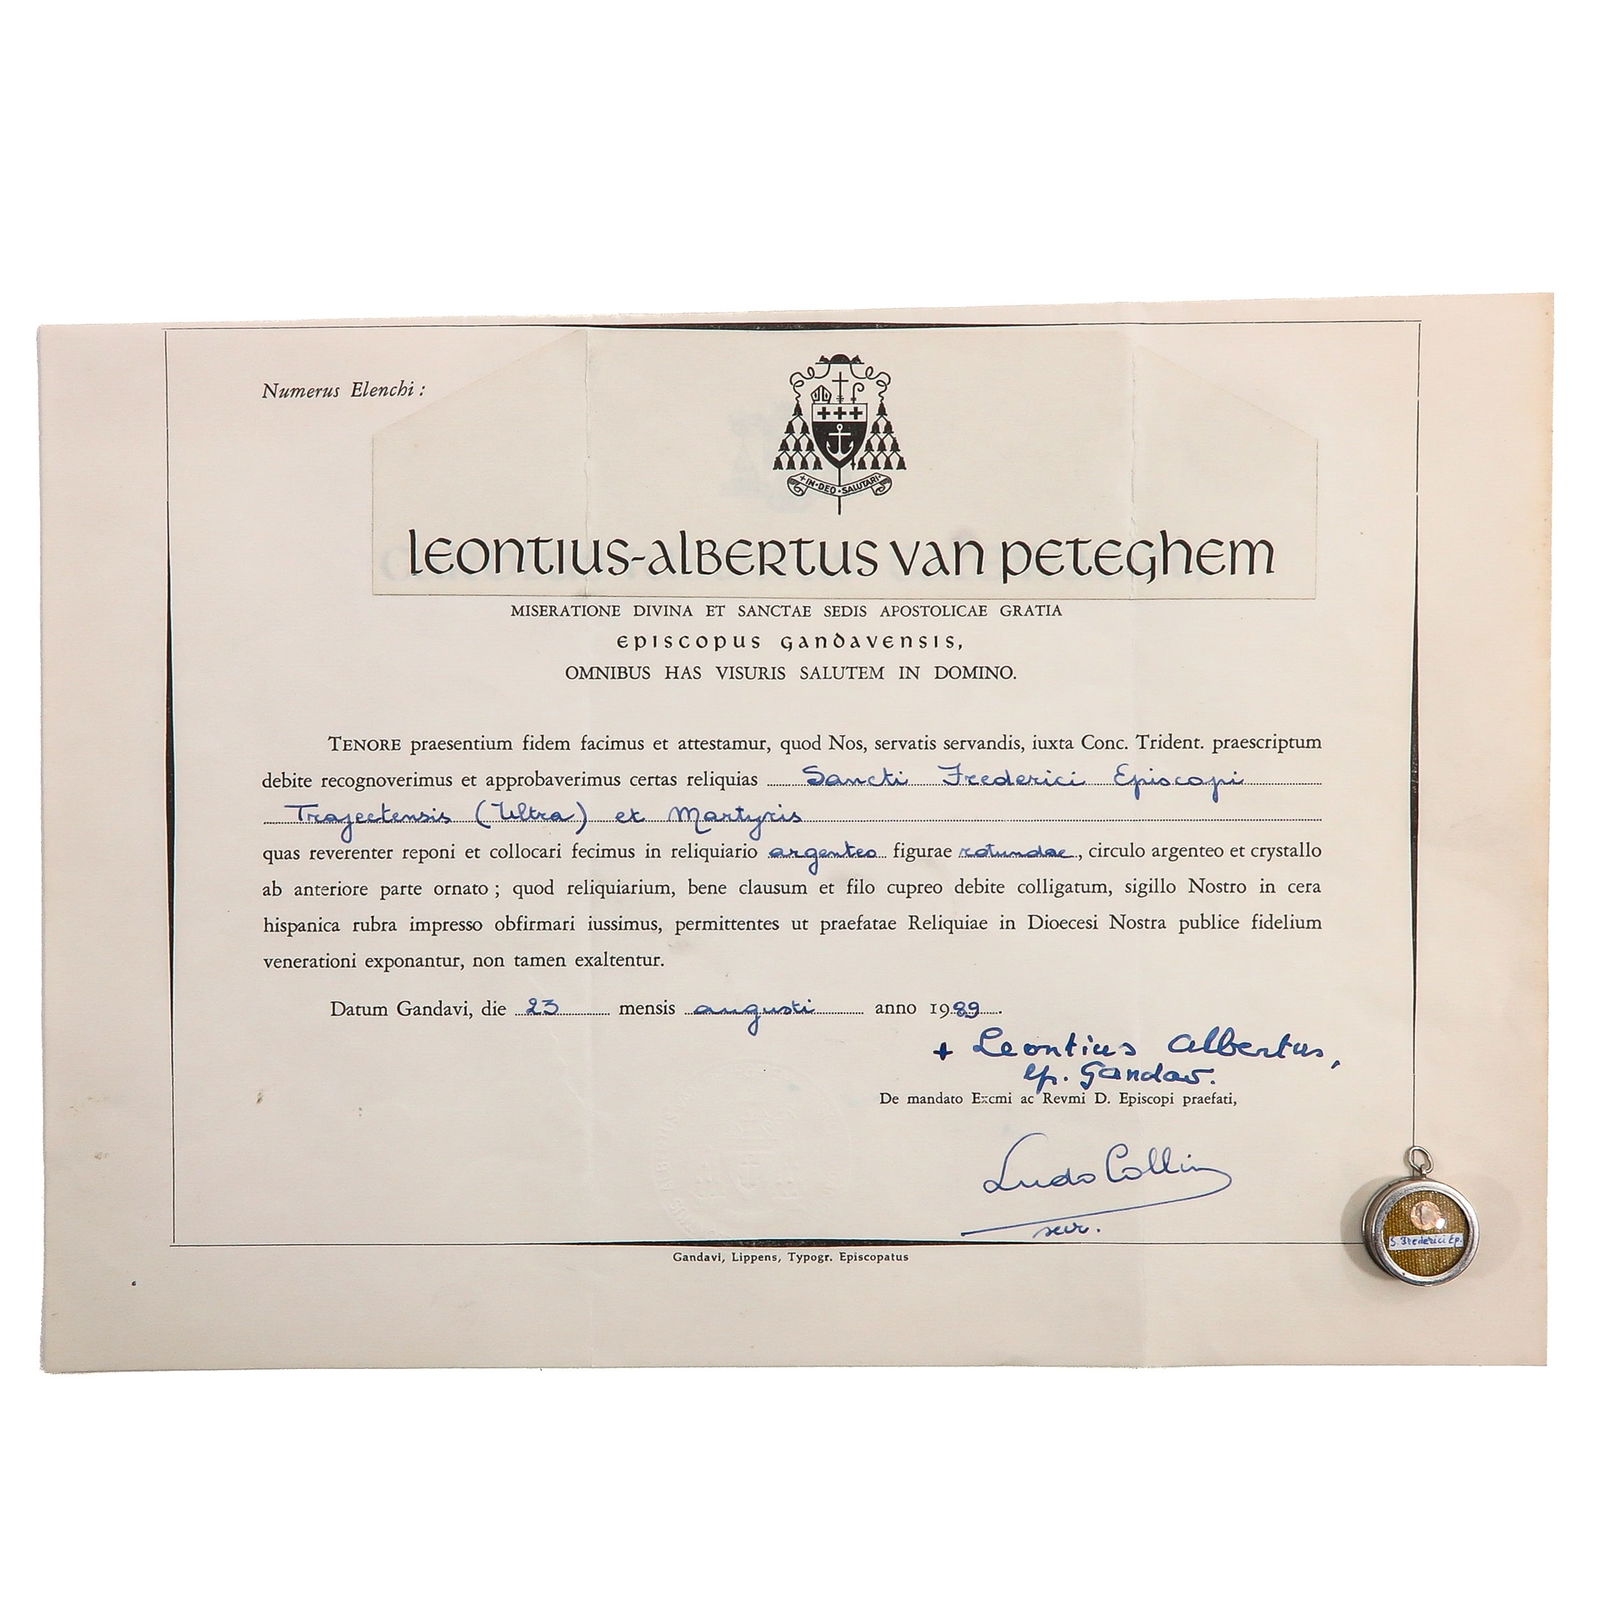 Numerus Elenchi :
+IN·DEO·SALUTARI·
Leontius-Albertus Van Peteghem
MISERATIONE DIVINA ET SANCTAE SEDIS APOSTOLICAE GRATIA
EPISCOPUS GANDAVENSIS,
OMNIBUS HAS VISURIS SALUTEM IN DOMINO.
TENORE praesentium fidem facimus et attestamur, quod Nos, servatis servandis, iuxta Conc. Trident. praescriptum
debite recognoverimus et approbaverimus certas reliquias Sancti Frederici Episcopi
Trajectensis (Ultra) et Martyris
quas reverenter reponi et collocari fecimus in reliquiario argenteo figurae rotundae, circulo argenteo et crystallo
ab anteriore parte ornato ; quod reliquiarium, bene clausum et filo cupreo debite colligatum, sigillo Nostro in cera
hispanica rubra impresso obfirmari iussimus, permittentes ut praefatae Reliquiae in Dioecesi Nostra publice fidelium
venerationi exponantur, non tamen exaltentur.
Datum Gandavi, die 23 mensis augusti anno 1989.
+ Leontius Albertus,
ep. Gandav.
De mandato Excmi ac Revmi D. Episcopi praefati,
Ludo Collin
secr.
S. Frederici Ep.
Gandavi, Lippens, Typogr. Episcopatus